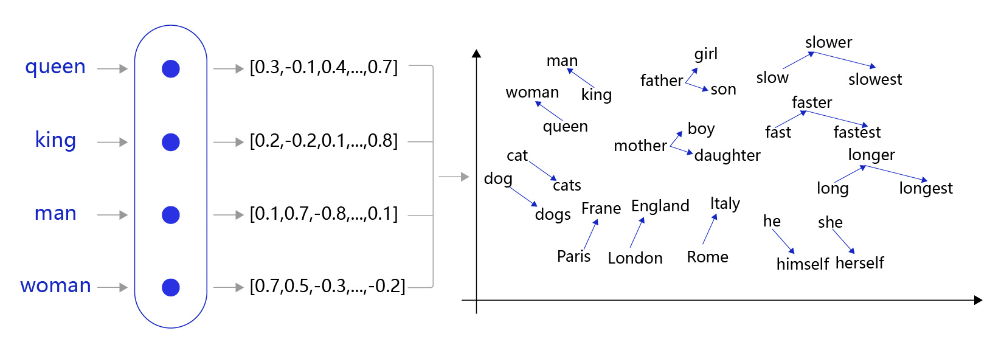 queen
[0.3,-0.1,0.4,...,0.7]
king
[0.2,-0.2,0.1,...,0.8]
man
[0.1,0.7,-0.8,...,0.1]
woman
[0.7,0.5,-0.3,...,-0.2]
man
king
woman
queen
cat
cats
dog
dogs
girl
father
son
boy
mother
daughter
slower
slow
slowest
faster
fast
fastest
longer
long
longest
Frane
Paris
England
London
Italy
Rome
he
himself
she
herself